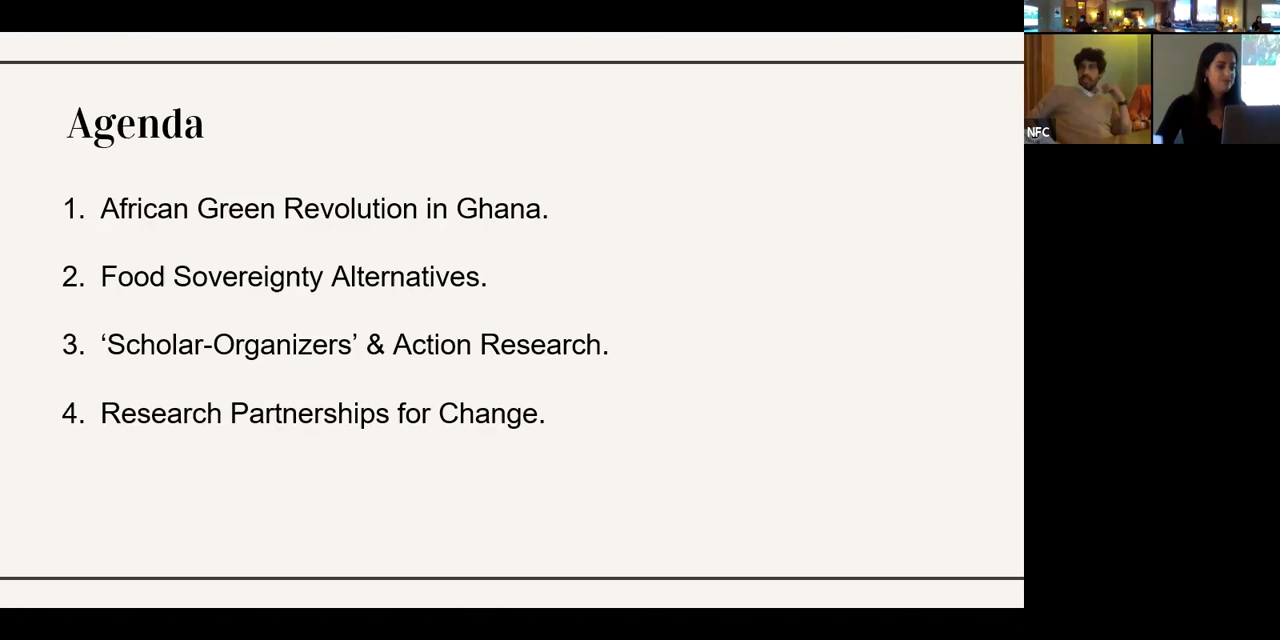 Agenda
1. African Green Revolution in Ghana.
2. Food Sovereignty Alternatives.
3. ‘Scholar-Organizers’ & Action Research.
4. Research Partnerships for Change.
NFC